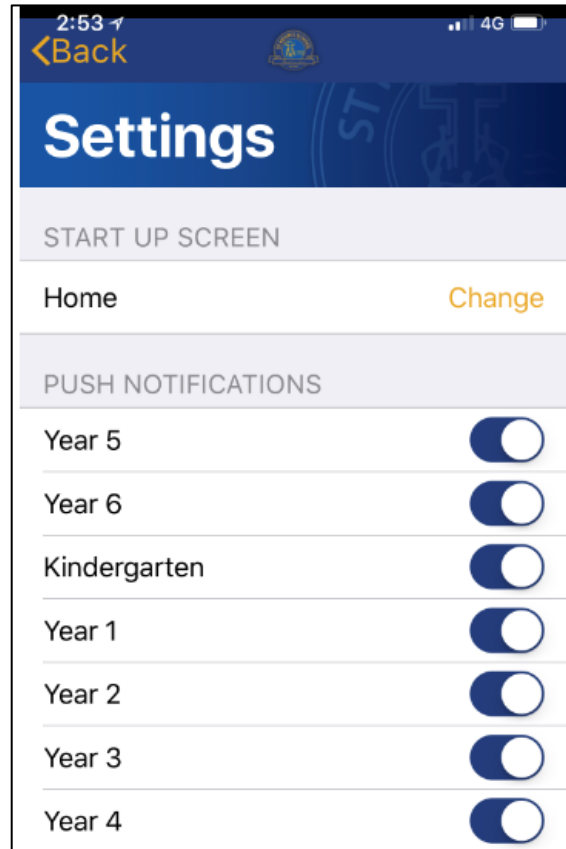 2:53 4G
Back
Settings
ST
START UP SCREEN
Home Change
PUSH NOTIFICATIONS
Year 5
Year 6
Kindergarten
Year 1
Year 2
Year 3
Year 4